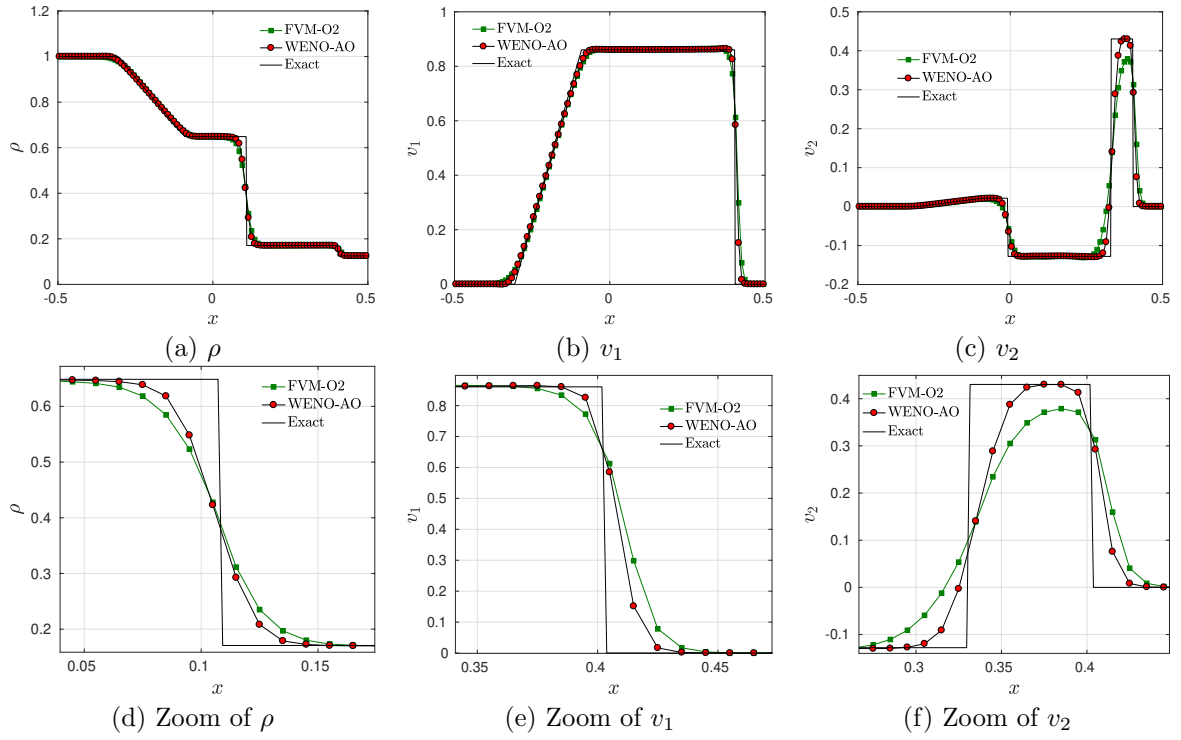 1.2
1
0.8
0.6
0.4
0.2
0
ρ
FVM-O2
WENO-AO
Exact
-0.5 0 0.5
x
(a) ρ
1
0.8
0.6
0.4
0.2
0
v₁
FVM-O2
WENO-AO
Exact
-0.5 0 0.5
x
(b) v₁
0.5
0.4
0.3
0.2
0.1
0
-0.1
-0.2
v₂
FVM-O2
WENO-AO
Exact
-0.5 0 0.5
x
(c) v₂
0.6
0.5
0.4
0.3
0.2
ρ
FVM-O2
WENO-AO
Exact
0.05 0.1 0.15
x
(d) Zoom of ρ
0.9
0.8
0.7
0.6
0.5
0.4
0.3
0.2
0.1
0
v₁
FVM-O2
WENO-AO
Exact
0.35 0.4 0.45
x
(e) Zoom of v₁
0.4
0.3
0.2
0.1
0
-0.1
v₂
FVM-O2
WENO-AO
Exact
0.3 0.35 0.4
x
(f) Zoom of v₂